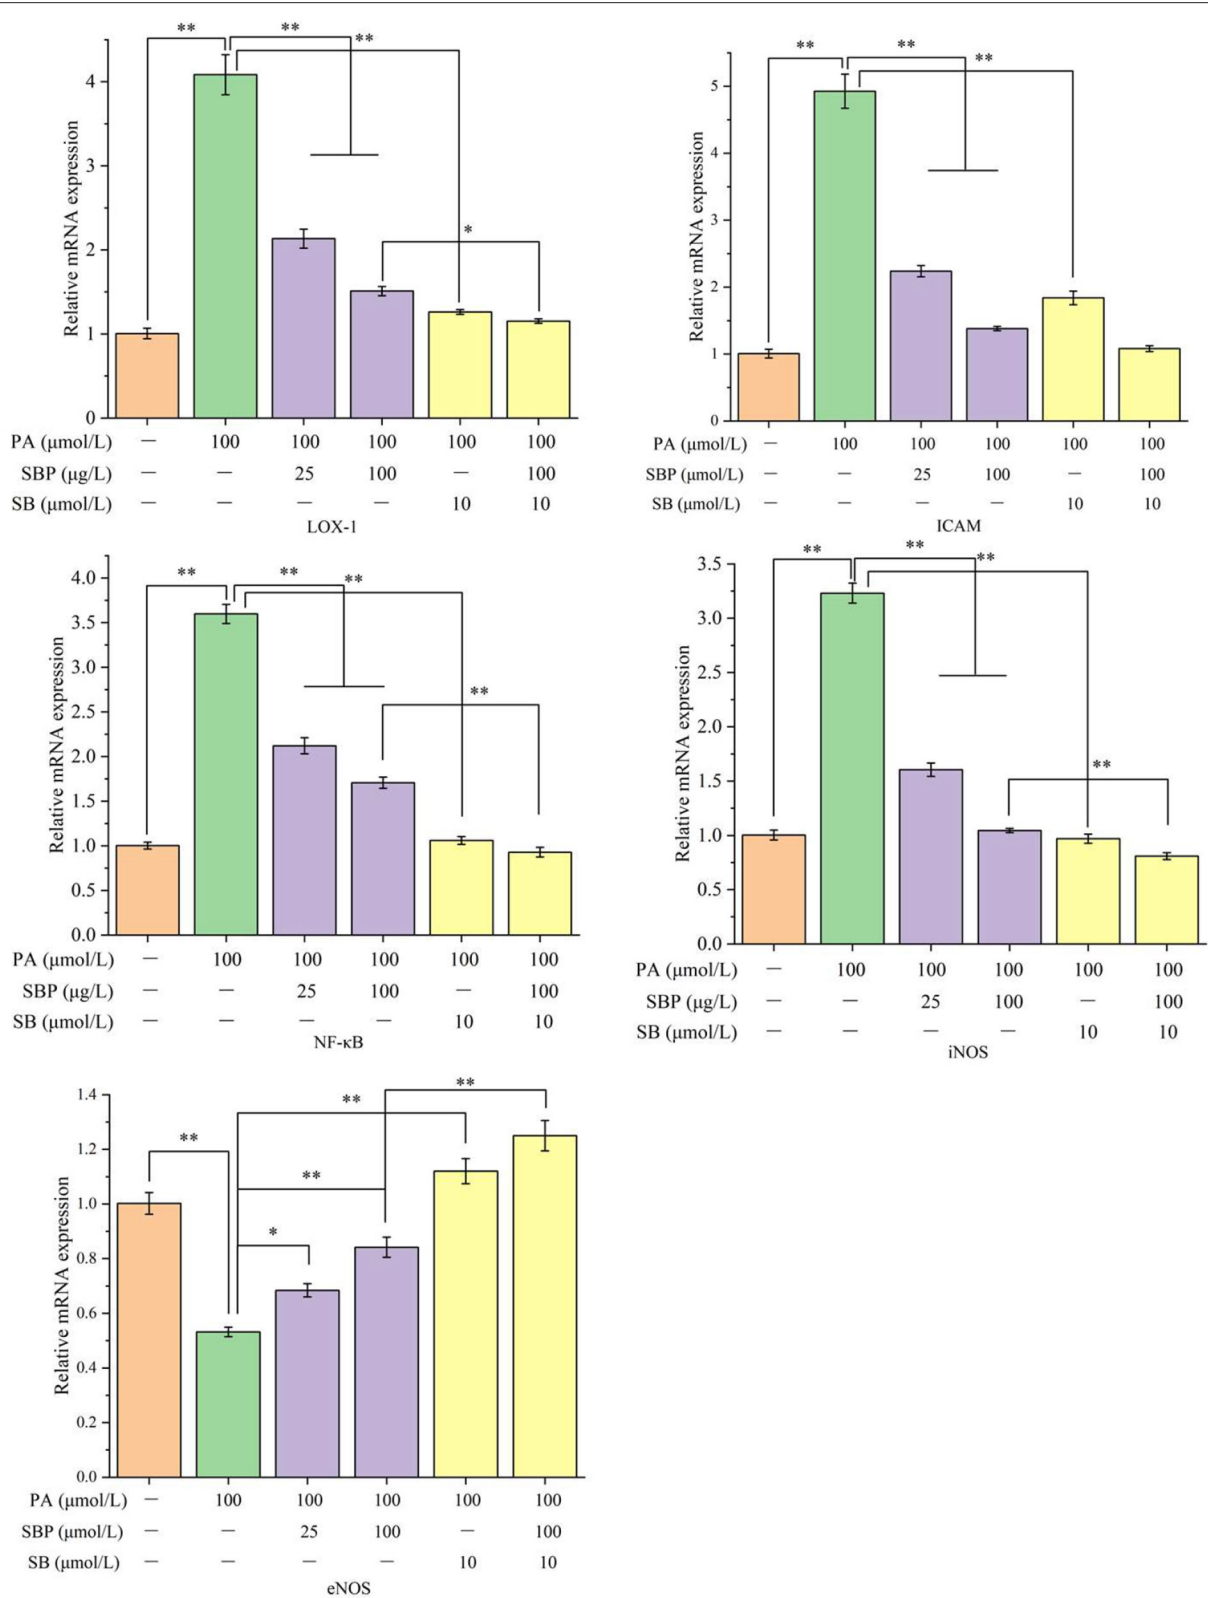 ** ** **
4
3
2
1
0
*
Relative mRNA expression
PA (μmol/L) — 100 100 100 100 100
SBP (μg/L) — — 25 100 — 100
SB (μmol/L) — — — — 10 10
LOX-1
** ** **
5
4
3
2
1
0
Relative mRNA expression
PA (μmol/L) — 100 100 100 100 100
SBP (μmol/L) — — 25 100 — 100
SB (μmol/L) — — — — 10 10
ICAM
** ** **
4.0
3.5
3.0
2.5
2.0
1.5
1.0
0.5
0.0
**
Relative mRNA expression
PA (μmol/L) — 100 100 100 100 100
SBP (μg/L) — — 25 100 — 100
SB (μmol/L) — — — — 10 10
NF-κB
** ** **
3.5
3.0
2.5
2.0
1.5
1.0
0.5
0.0
**
Relative mRNA expression
PA (μmol/L) — 100 100 100 100 100
SBP (μg/L) — — 25 100 — 100
SB (μmol/L) — — — — 10 10
iNOS
1.4
1.2
1.0
0.8
0.6
0.4
0.2
0.0
**
**
**
**
*
Relative mRNA expression
PA (μmol/L) — 100 100 100 100 100
SBP (μmol/L) — — 25 100 — 100
SB (μmol/L) — — — — 10 10
eNOS